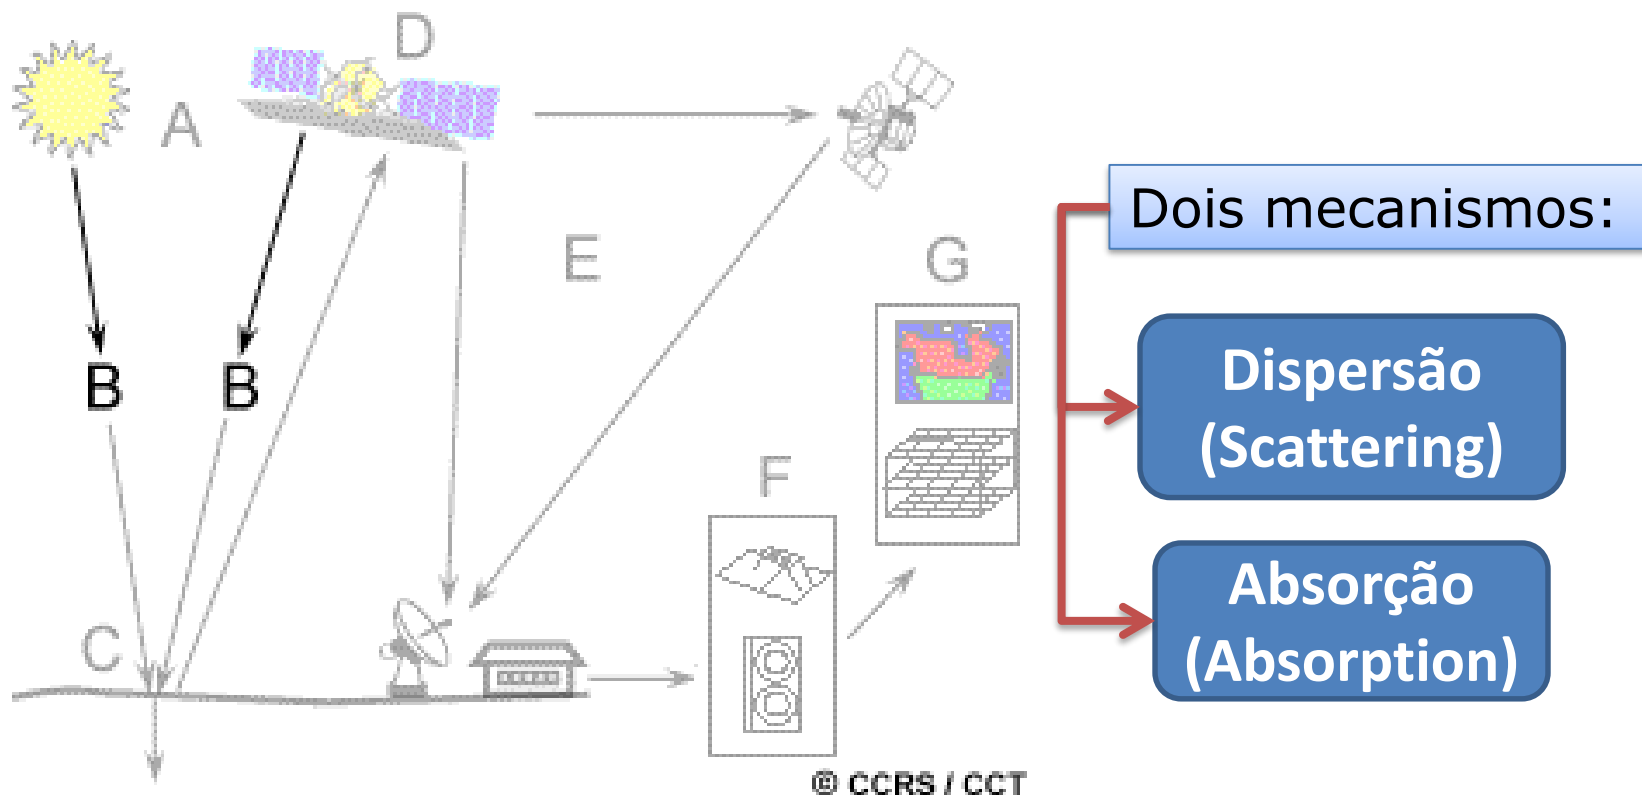 D
A
E
B
B
C
F
G
© CCRS / CCT
Dois mecanismos:
Dispersão
(Scattering)
Absorção
(Absorption)